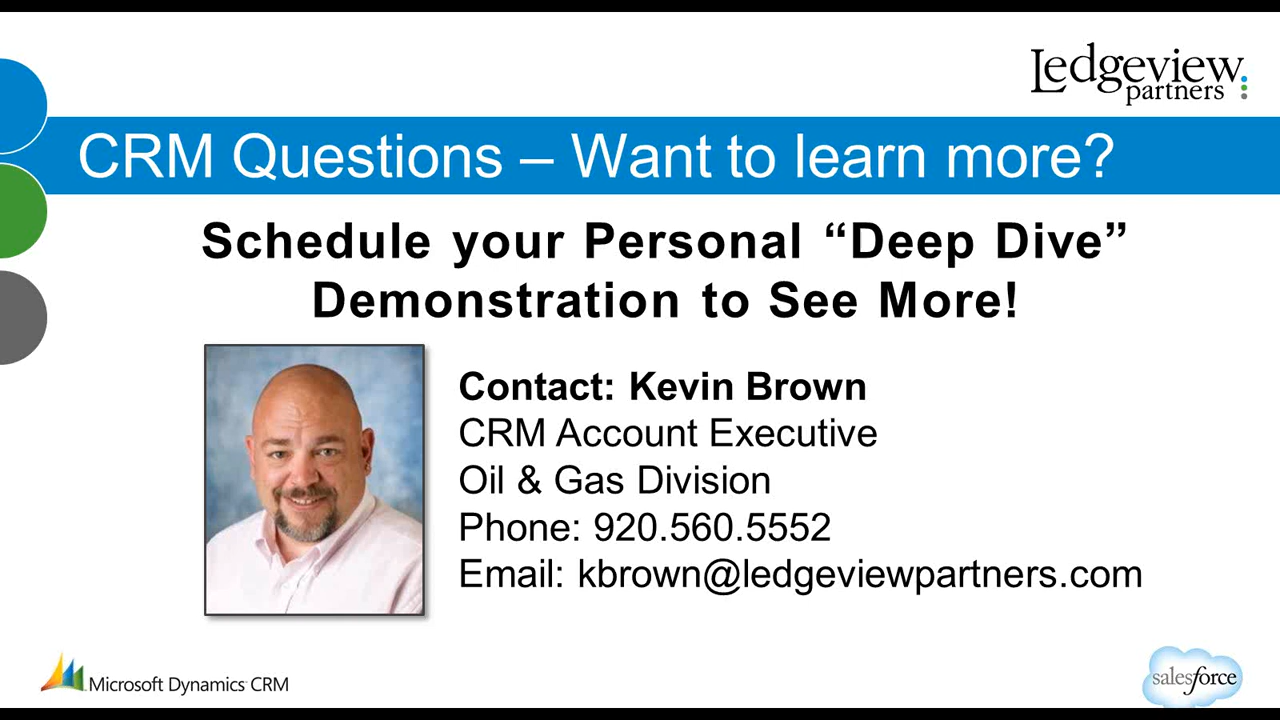 Ledgeview
partners
CRM Questions – Want to learn more?
Schedule your Personal “Deep Dive”
Demonstration to See More!
Contact: Kevin Brown
CRM Account Executive
Oil & Gas Division
Phone: 920.560.5552
Email: kbrown@ledgeviewpartners.com
Microsoft Dynamics CRM
salesforce